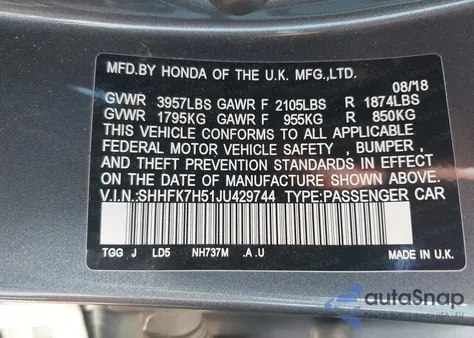 MFD.BY HONDA OF THE U.K. MFG.,LTD.
08/18
GVWR 3957LBS GAWR F 2105LBS R 1874LBS
GVWR 1795KG GAWR F 955KG R 850KG
THIS VEHICLE CONFORMS TO ALL APPLICABLE
FEDERAL MOTOR VEHICLE SAFETY , BUMPER ,
AND THEFT PREVENTION STANDARDS IN EFFECT
ON THE DATE OF MANUFACTURE SHOWN ABOVE.
V.I.N.:SHHFK7H51JU429744 TYPE:PASSENGER CAR
TGG J LD5 NH737M .A .U MADE IN U.K.
autoSnap